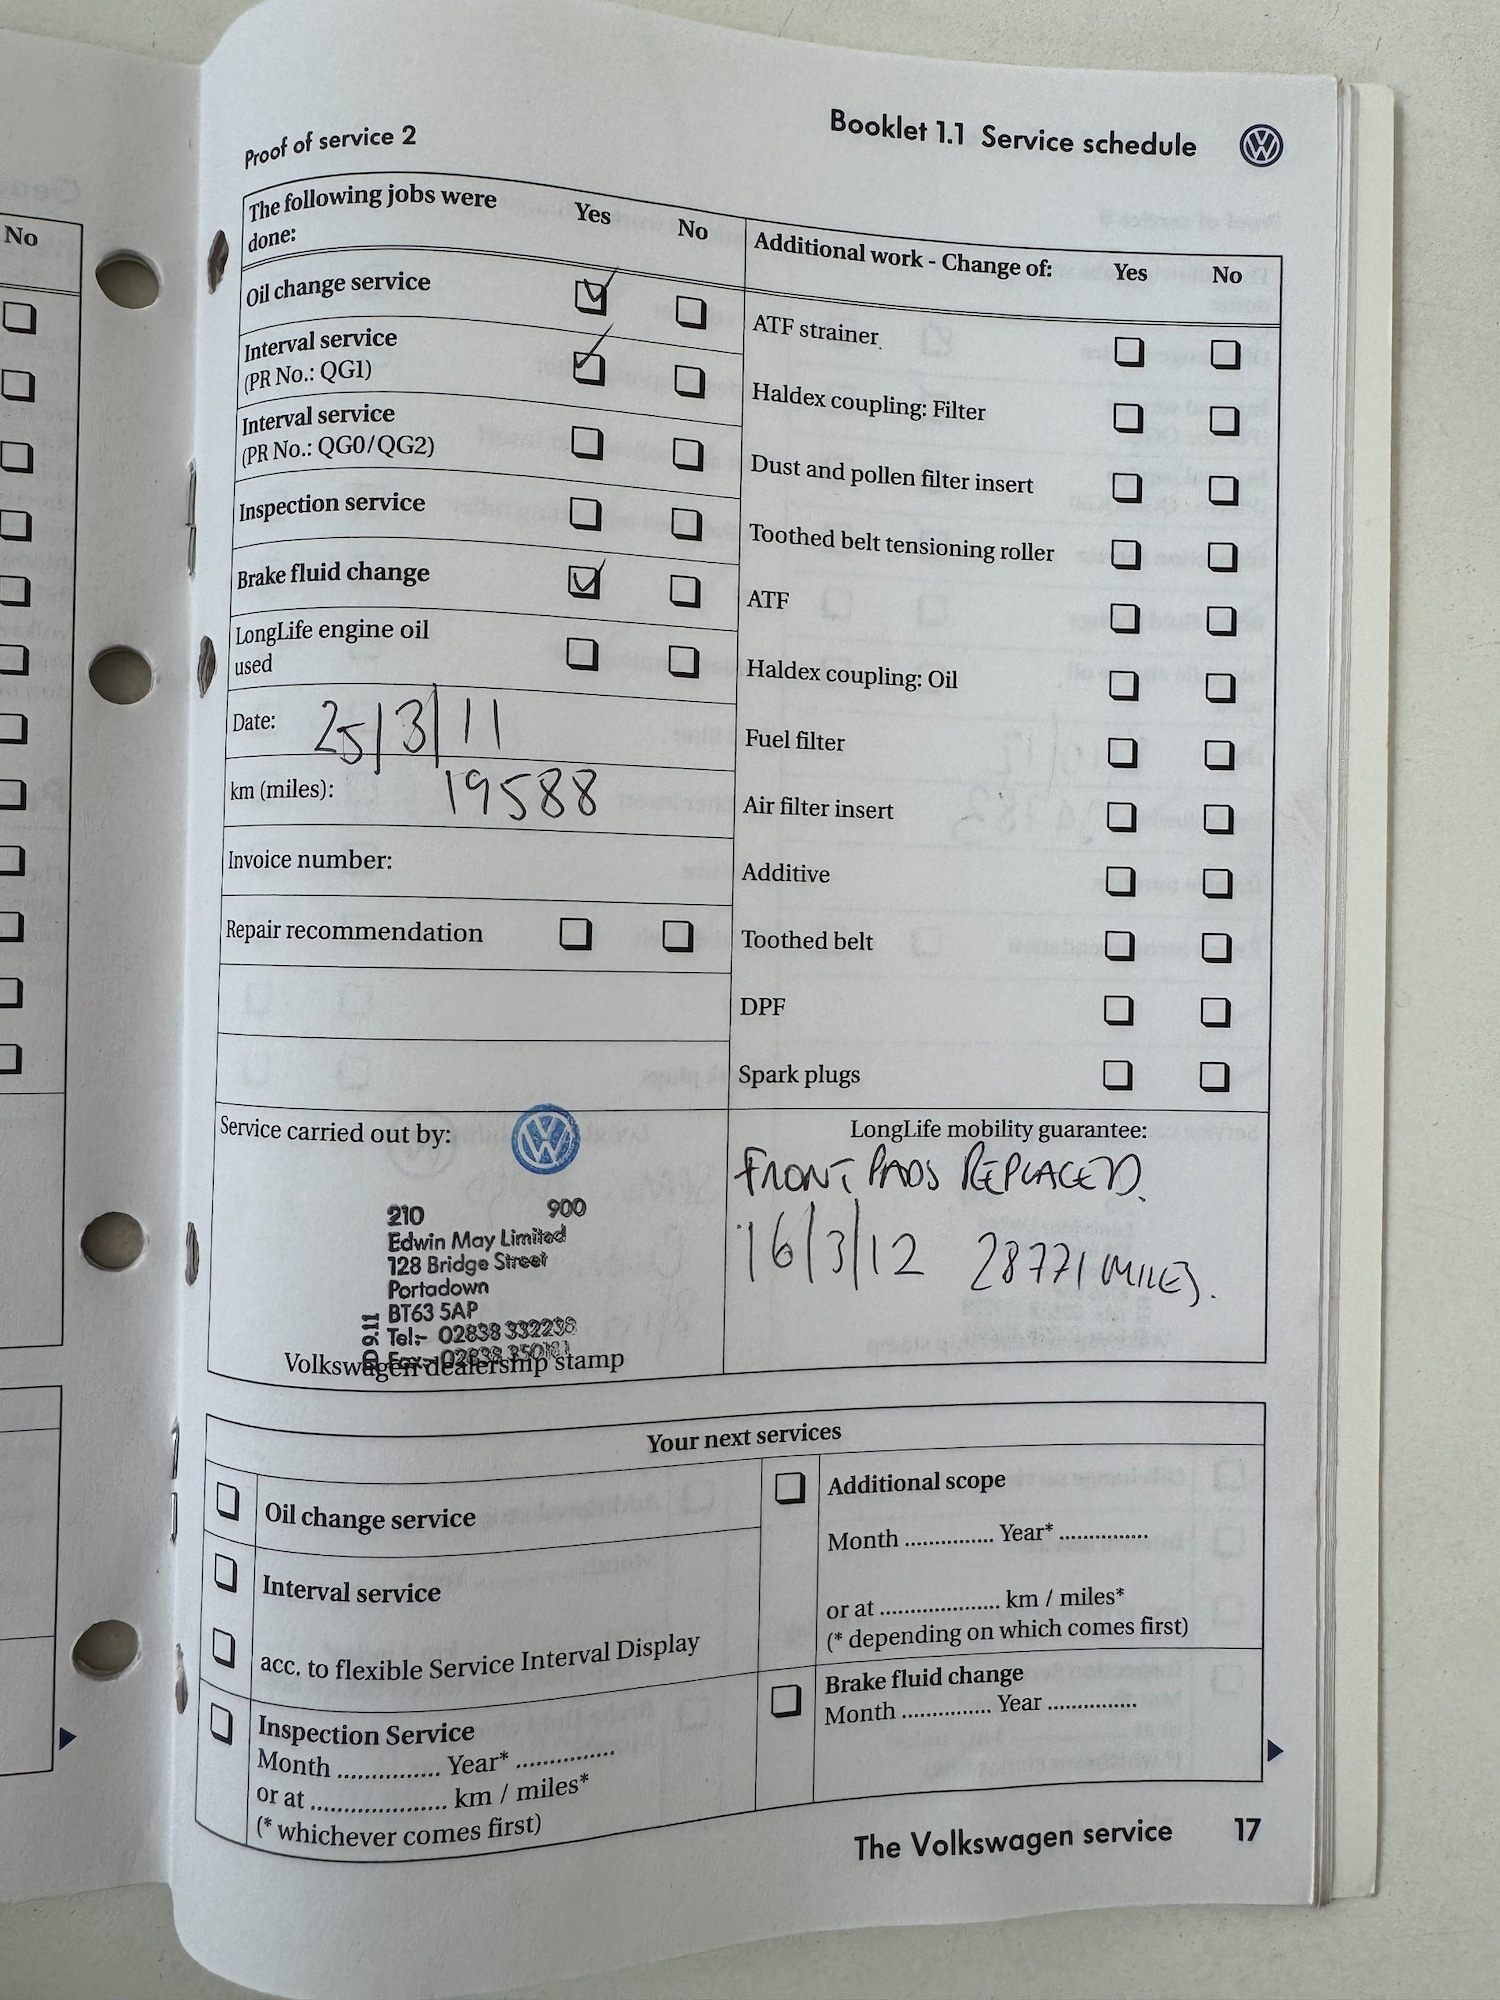 No
Proof of service 2
Booklet 1.1 Service schedule
The following jobs were
done:
Yes
No
Oil change service
Interval service
(PR No.: QG1)
Interval service
(PR No.: QG0/QG2)
Inspection service
Brake fluid change
LongLife engine oil
used
Date: 25/3/11
km (miles): 19588
Invoice number:
Repair recommendation
Additional work - Change of:
Yes
No
ATF strainer
Haldex coupling: Filter
Dust and pollen filter insert
Toothed belt tensioning roller
ATF
Haldex coupling: Oil
Fuel filter
Air filter insert
Additive
Toothed belt
DPF
Spark plugs
Service carried out by:
210 900
Edwin May Limited
128 Bridge Street
Portadown
BT63 5AP
Tel:- 02838 332238
Fax:- 02838 350181
Volkswagen dealership stamp
LongLife mobility guarantee:
FRONT PADS REPLACED.
16/3/12 28771 MILES.
Your next services
Oil change service
Interval service
acc. to flexible Service Interval Display
Inspection Service
Month ............... Year* ..............
or at .................... km / miles*
(* whichever comes first)
Additional scope
Month ............... Year* ..............
or at .................... km / miles*
(* depending on which comes first)
Brake fluid change
Month ............... Year ...............
The Volkswagen service 17